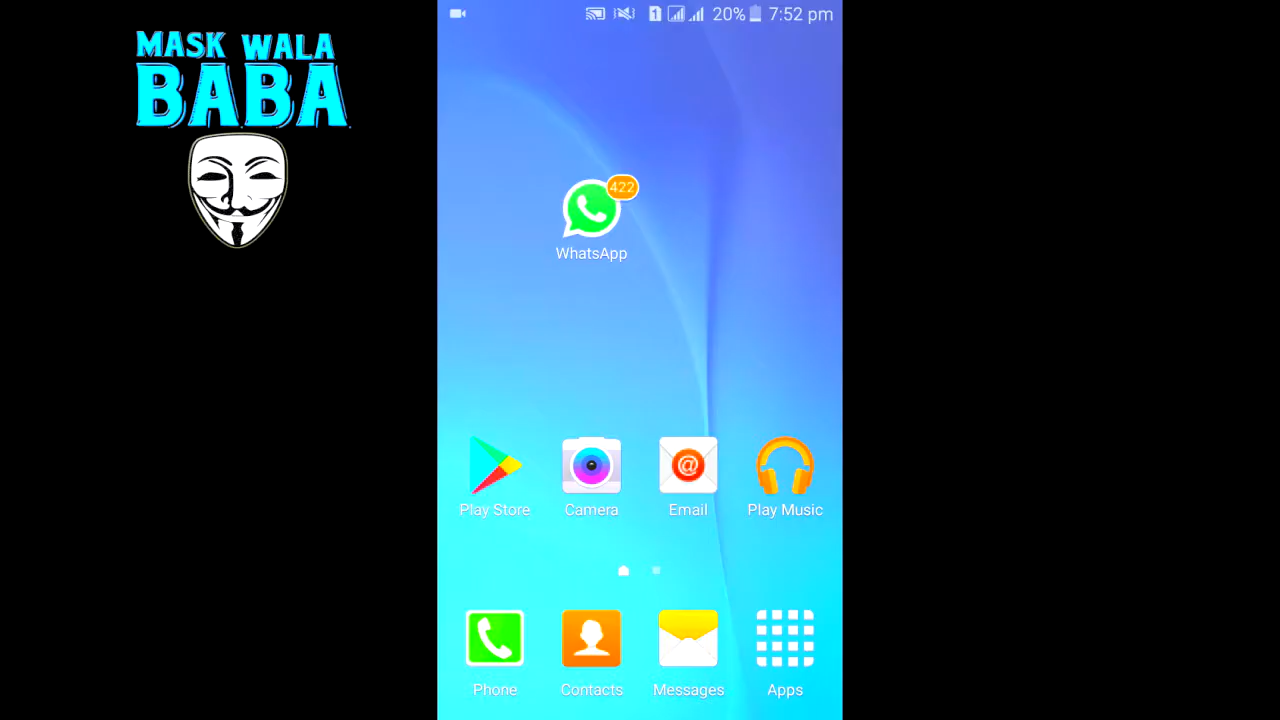 MASK WALA
BABA
1 20% 7:52 pm
422
WhatsApp
@
Play Store Camera Email Play Music
Phone Contacts Messages Apps